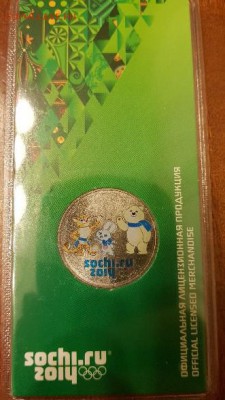 sochi.ru
2014
sochi.ru
2014
ОФИЦИАЛЬНАЯ ЛИЦЕНЗИОННАЯ ПРОДУКЦИЯ
OFFICIAL LICENSED MERCHANDISE